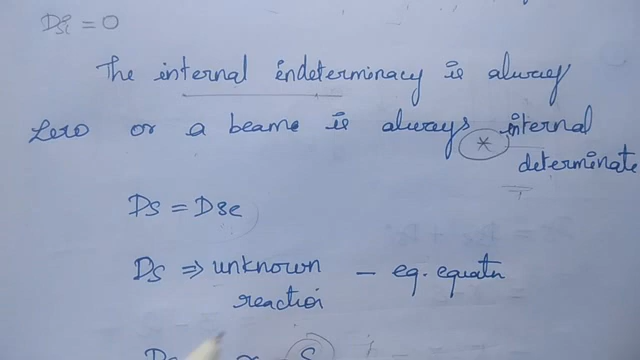 Dsi = 0
The internal indeterminacy is always
Zero or a beam is always internal
* determinate
Ds = Dse
Ds ⇒ unknown - eq. equatn
reaction